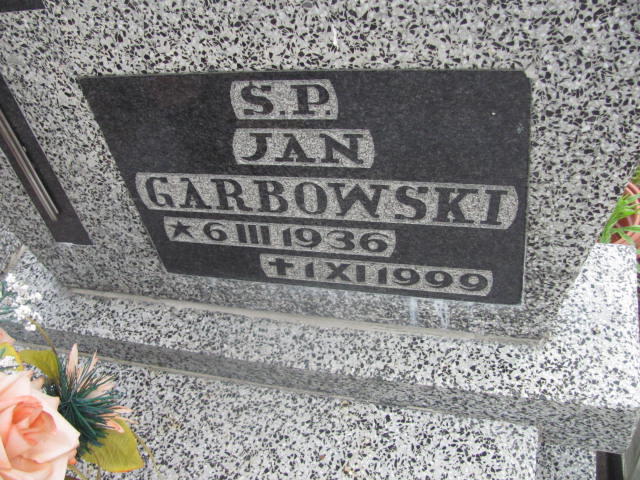 S.P.
JAN
GARBOWSKI
★ 6 III 1936
✝ 1 XI 1999